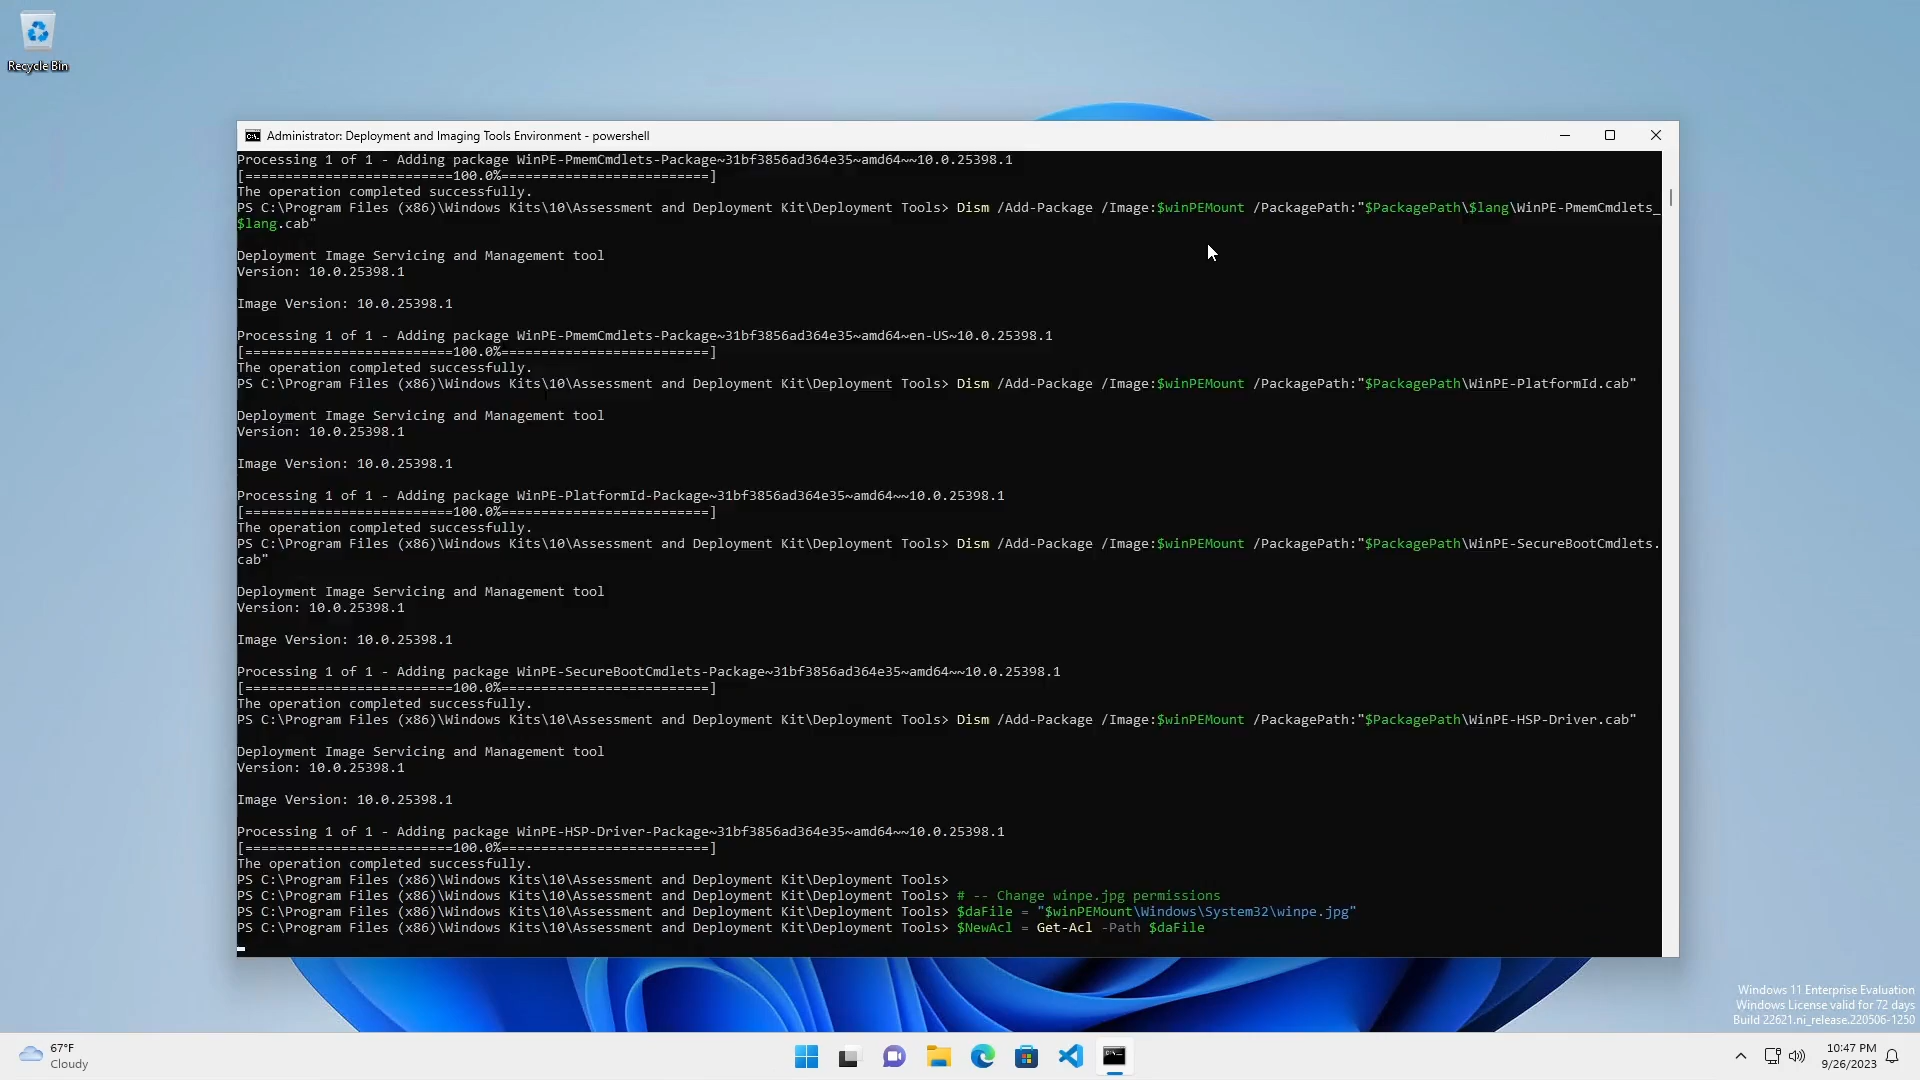 Recycle Bin
Administrator: Deployment and Imaging Tools Environment - powershell
Processing 1 of 1 - Adding package WinPE-PmemCmdlets-Package~31bf3856ad364e35~amd64~~10.0.25398.1
[==========================100.0%==========================]
The operation completed successfully.
PS C:\Program Files (x86)\Windows Kits\10\Assessment and Deployment Kit\Deployment Tools> Dism /Add-Package /Image:$winPEMount /PackagePath:"$PackagePath\$lang\WinPE-PmemCmdlets_
$lang.cab"
Deployment Image Servicing and Management tool
Version: 10.0.25398.1
Image Version: 10.0.25398.1
Processing 1 of 1 - Adding package WinPE-PmemCmdlets-Package~31bf3856ad364e35~amd64~en-US~10.0.25398.1
[==========================100.0%==========================]
The operation completed successfully.
PS C:\Program Files (x86)\Windows Kits\10\Assessment and Deployment Kit\Deployment Tools> Dism /Add-Package /Image:$winPEMount /PackagePath:"$PackagePath\WinPE-PlatformId.cab"
Deployment Image Servicing and Management tool
Version: 10.0.25398.1
Image Version: 10.0.25398.1
Processing 1 of 1 - Adding package WinPE-PlatformId-Package~31bf3856ad364e35~amd64~~10.0.25398.1
[==========================100.0%==========================]
The operation completed successfully.
PS C:\Program Files (x86)\Windows Kits\10\Assessment and Deployment Kit\Deployment Tools> Dism /Add-Package /Image:$winPEMount /PackagePath:"$PackagePath\WinPE-SecureBootCmdlets.
cab"
Deployment Image Servicing and Management tool
Version: 10.0.25398.1
Image Version: 10.0.25398.1
Processing 1 of 1 - Adding package WinPE-SecureBootCmdlets-Package~31bf3856ad364e35~amd64~~10.0.25398.1
[==========================100.0%==========================]
The operation completed successfully.
PS C:\Program Files (x86)\Windows Kits\10\Assessment and Deployment Kit\Deployment Tools> Dism /Add-Package /Image:$winPEMount /PackagePath:"$PackagePath\WinPE-HSP-Driver.cab"
Deployment Image Servicing and Management tool
Version: 10.0.25398.1
Image Version: 10.0.25398.1
Processing 1 of 1 - Adding package WinPE-HSP-Driver-Package~31bf3856ad364e35~amd64~~10.0.25398.1
[==========================100.0%==========================]
The operation completed successfully.
PS C:\Program Files (x86)\Windows Kits\10\Assessment and Deployment Kit\Deployment Tools>
PS C:\Program Files (x86)\Windows Kits\10\Assessment and Deployment Kit\Deployment Tools> # -- Change winpe.jpg permissions
PS C:\Program Files (x86)\Windows Kits\10\Assessment and Deployment Kit\Deployment Tools> $daFile = "$winPEMount\Windows\System32\winpe.jpg"
PS C:\Program Files (x86)\Windows Kits\10\Assessment and Deployment Kit\Deployment Tools> $NewAcl = Get-Acl -Path $daFile
Windows 11 Enterprise Evaluation
Windows License valid for 72 days
Build 22621.ni_release.220506-1250
67°F
Cloudy
10:47 PM
9/26/2023